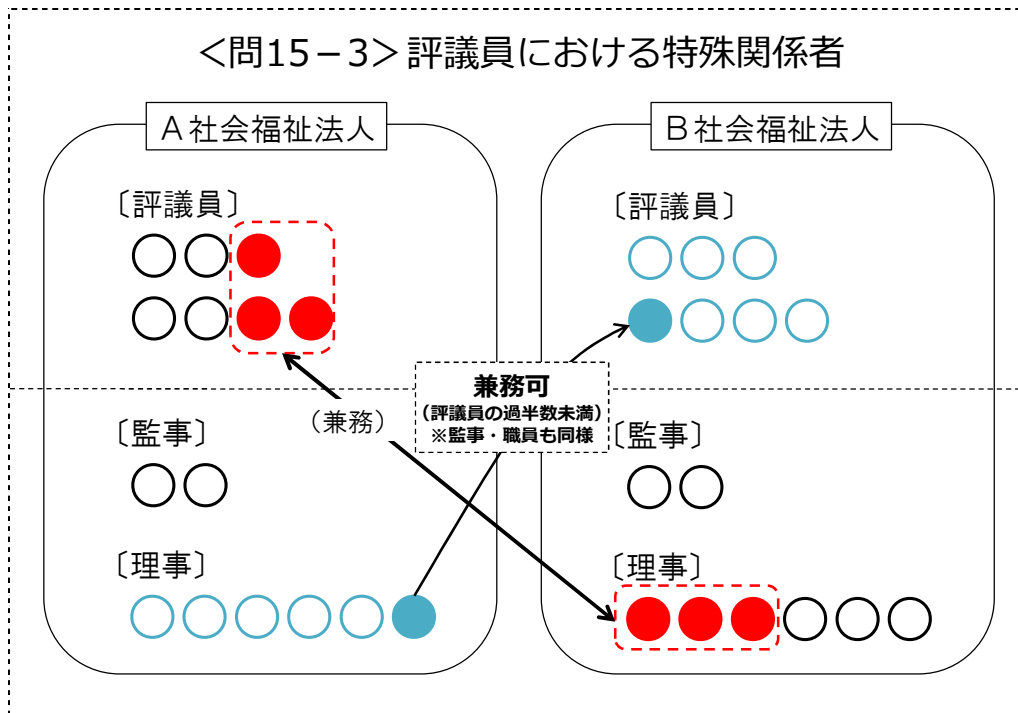 ＜問15－3＞評議員における特殊関係者
Ａ社会福祉法人
Ｂ社会福祉法人
〔評議員〕
〔評議員〕
兼務可
（評議員の過半数未満）
※監事・職員も同様
（兼務）
〔監事〕
〔監事〕
〔理事〕
〔理事〕